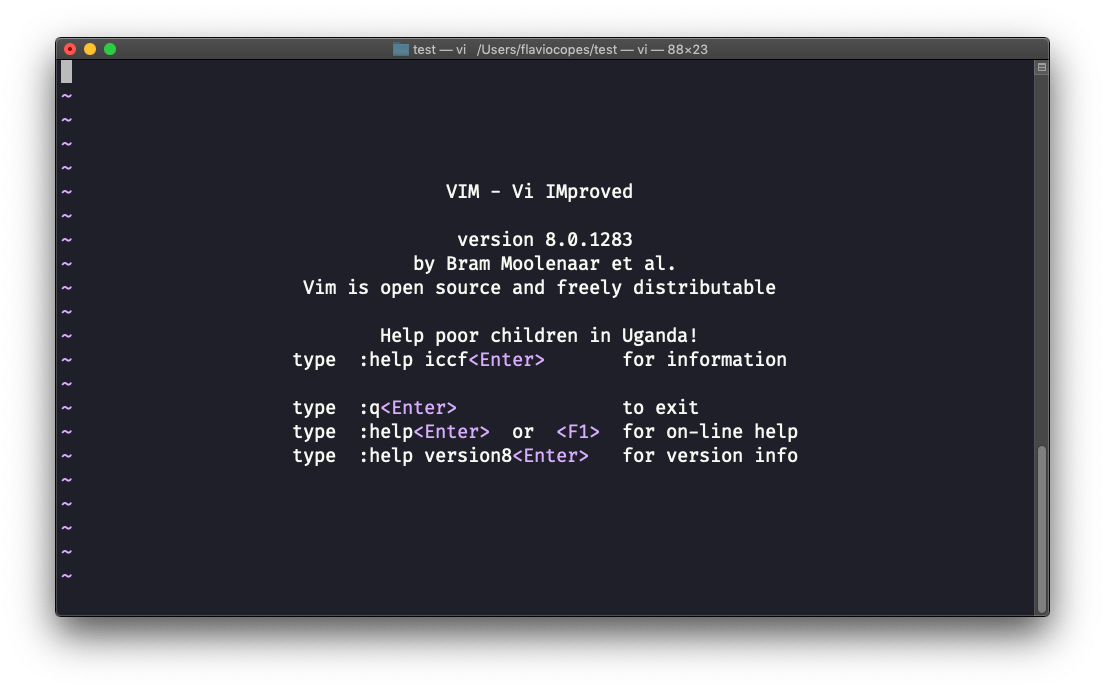 test — vi /Users/flaviocopes/test — vi — 88×23
~
~
~
~
~ VIM - Vi IMproved
~
~ version 8.0.1283
~ by Bram Moolenaar et al.
~ Vim is open source and freely distributable
~
~ Help poor children in Uganda!
~ type :help iccf<Enter> for information
~
~ type :q<Enter> to exit
~ type :help<Enter> or <F1> for on-line help
~ type :help version8<Enter> for version info
~
~
~
~
~